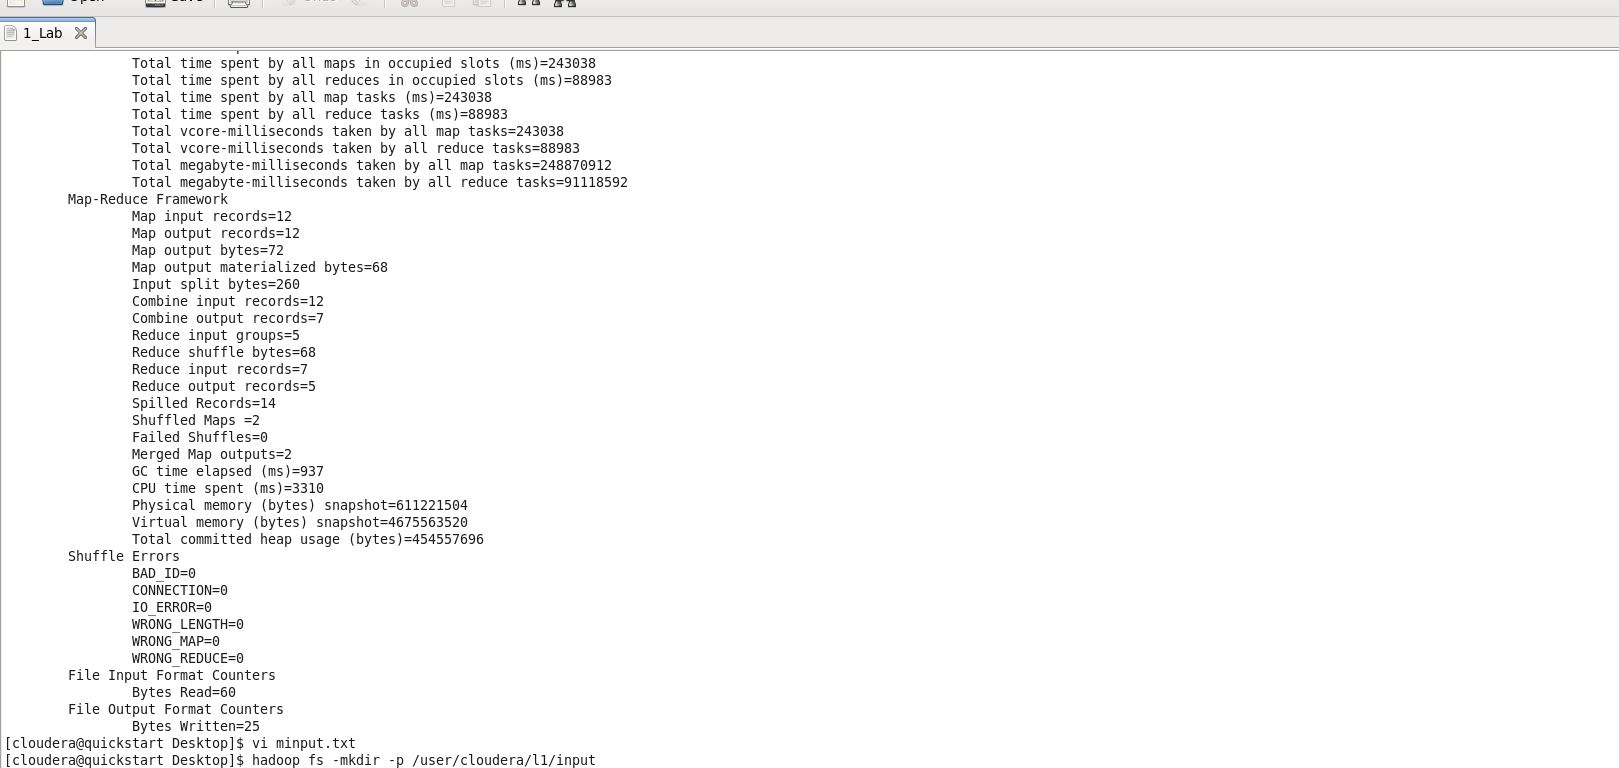 Open Save Undo
1_Lab
Total time spent by all maps in occupied slots (ms)=243038
Total time spent by all reduces in occupied slots (ms)=88983
Total time spent by all map tasks (ms)=243038
Total time spent by all reduce tasks (ms)=88983
Total vcore-milliseconds taken by all map tasks=243038
Total vcore-milliseconds taken by all reduce tasks=88983
Total megabyte-milliseconds taken by all map tasks=248870912
Total megabyte-milliseconds taken by all reduce tasks=91118592
Map-Reduce Framework
Map input records=12
Map output records=12
Map output bytes=72
Map output materialized bytes=68
Input split bytes=260
Combine input records=12
Combine output records=7
Reduce input groups=5
Reduce shuffle bytes=68
Reduce input records=7
Reduce output records=5
Spilled Records=14
Shuffled Maps =2
Failed Shuffles=0
Merged Map outputs=2
GC time elapsed (ms)=937
CPU time spent (ms)=3310
Physical memory (bytes) snapshot=611221504
Virtual memory (bytes) snapshot=4675563520
Total committed heap usage (bytes)=454557696
Shuffle Errors
BAD_ID=0
CONNECTION=0
IO_ERROR=0
WRONG_LENGTH=0
WRONG_MAP=0
WRONG_REDUCE=0
File Input Format Counters
Bytes Read=60
File Output Format Counters
Bytes Written=25
[cloudera@quickstart Desktop]$ vi minput.txt
[cloudera@quickstart Desktop]$ hadoop fs -mkdir -p /user/cloudera/l1/input